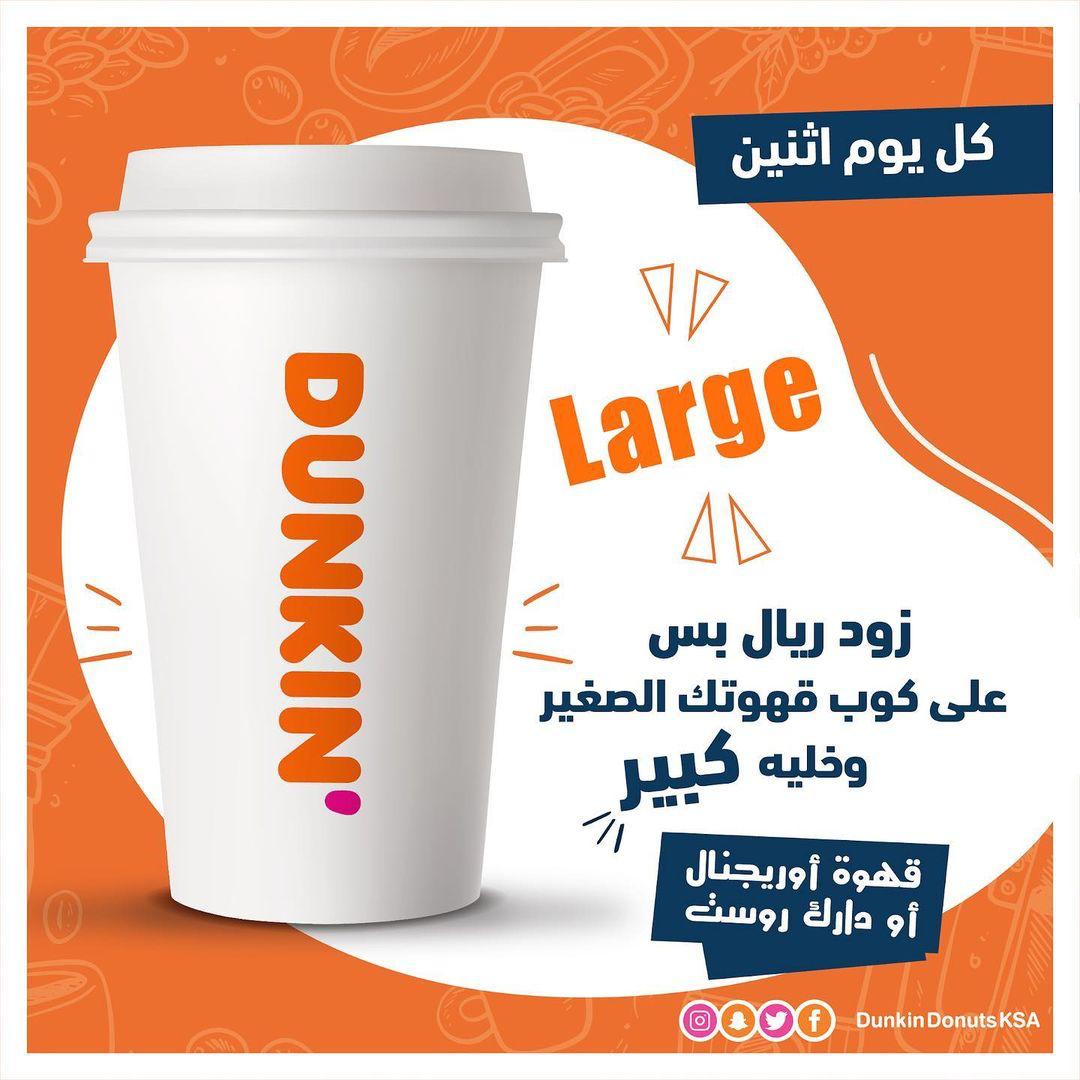 كل يوم اثنين
DUNKIN'
Large
زود ريال بس
على كوب قهوتك الصغير
وخليه كبير
قهوة أوريجنال
أو دارك روست
DunkinDonutsKSA